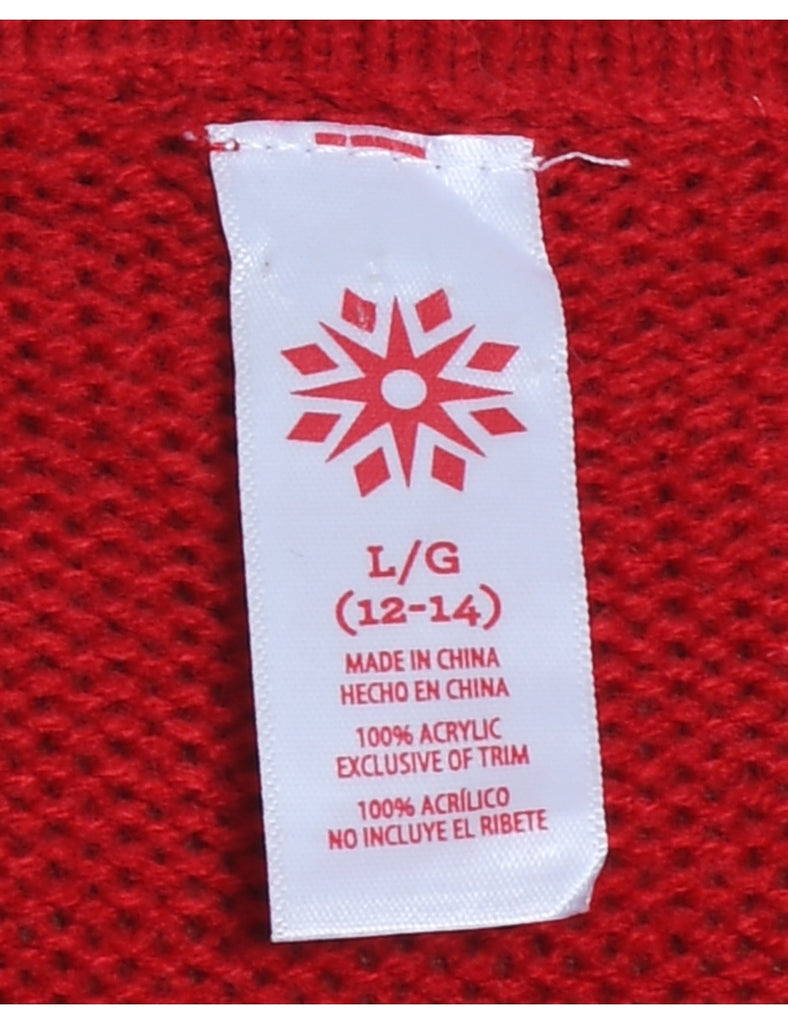 L/G
(12-14)
MADE IN CHINA
HECHO EN CHINA
100% ACRYLIC
EXCLUSIVE OF TRIM
100% ACRÍLICO
NO INCLUYE EL RIBETE